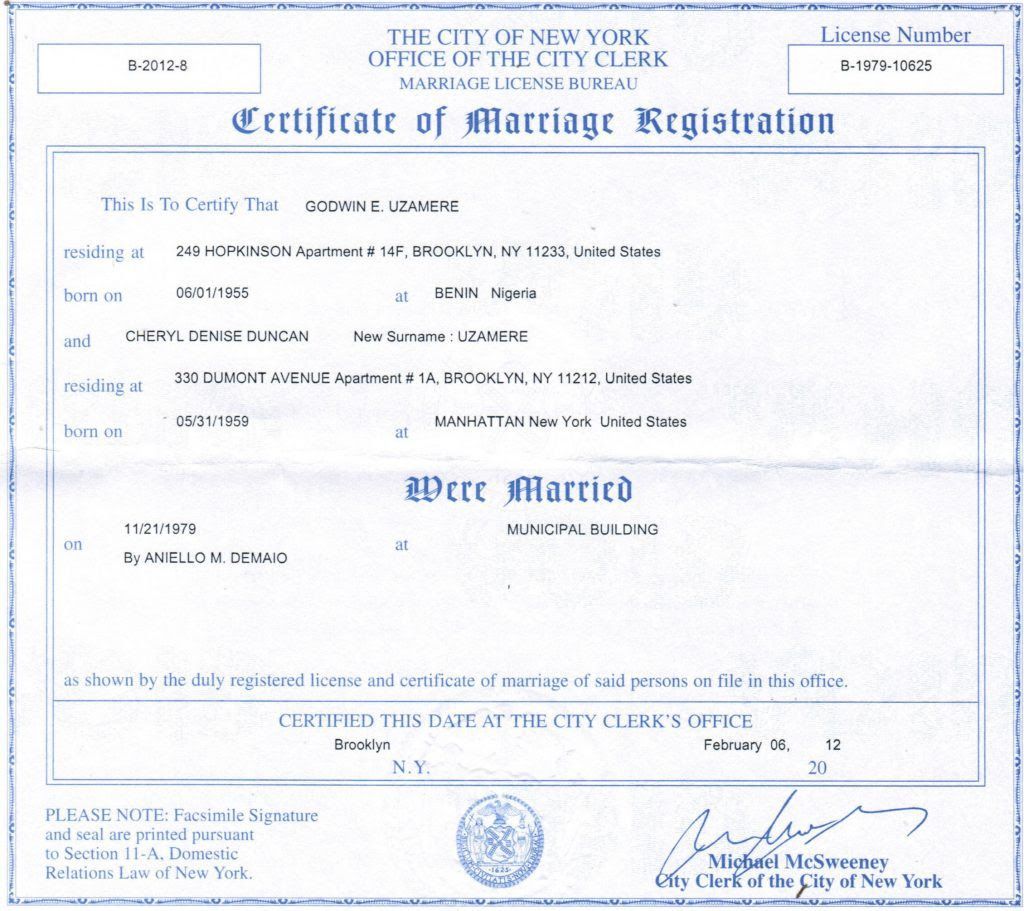 THE CITY OF NEW YORK
License Number
B-2012-8
OFFICE OF THE CITY CLERK
B-1979-10625
MARRIAGE LICENSE BUREAU
Certificate of Marriage Registration
This Is To Certify That GODWIN E. UZAMERE
residing at 249 HOPKINSON Apartment # 14F, BROOKLYN, NY 11233, United States
born on 06/01/1955 at BENIN Nigeria
and CHERYL DENISE DUNCAN New Surname : UZAMERE
residing at 330 DUMONT AVENUE Apartment # 1A, BROOKLYN, NY 11212, United States
born on 05/31/1959 at MANHATTAN New York United States
Were Married
on 11/21/1979 at MUNICIPAL BUILDING
By ANIELLO M. DEMAIO
as shown by the duly registered license and certificate of marriage of said persons on file in this office.
CERTIFIED THIS DATE AT THE CITY CLERK'S OFFICE
Brooklyn February 06, 12
N.Y. 20
PLEASE NOTE: Facsimile Signature
and seal are printed pursuant
to Section 11-A, Domestic
Relations Law of New York.
1625
Michael McSweeney
City Clerk of the City of New York